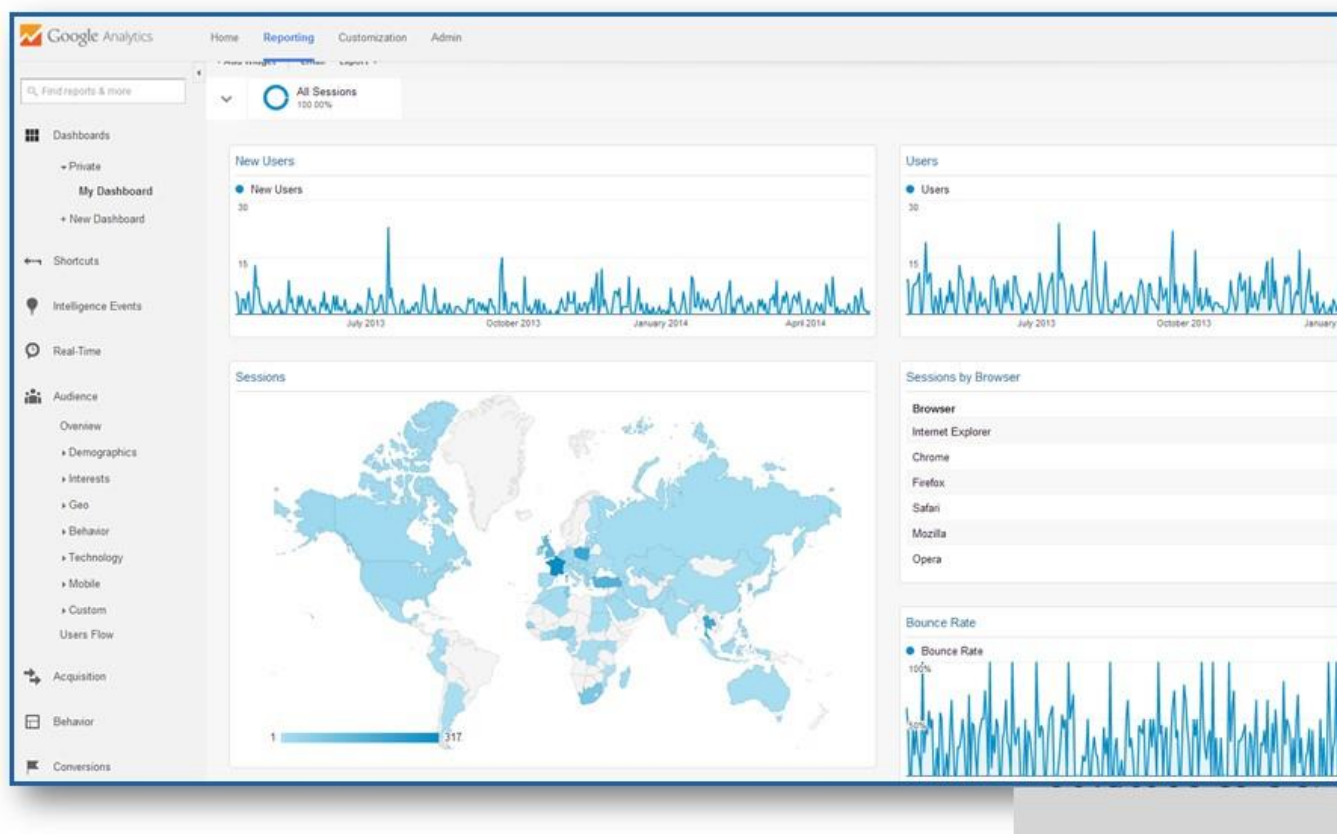 Google Analytics
Home Reporting Customization Admin
+ Add Widget Email Export
Find reports & more
All Sessions
100.00%
Dashboards
Private
My Dashboard
+ New Dashboard
Shortcuts
Intelligence Events
Real-Time
Audience
Overview
Demographics
Interests
Geo
Behavior
Technology
Mobile
Custom
Users Flow
Acquisition
Behavior
Conversions
New Users
New Users
30
15
July 2013 October 2013 January 2014 April 2014
Users
Users
30
15
July 2013 October 2013 January
Sessions
1 317
Sessions by Browser
Browser
Internet Explorer
Chrome
Firefox
Safari
Mozilla
Opera
Bounce Rate
Bounce Rate
100%
50%